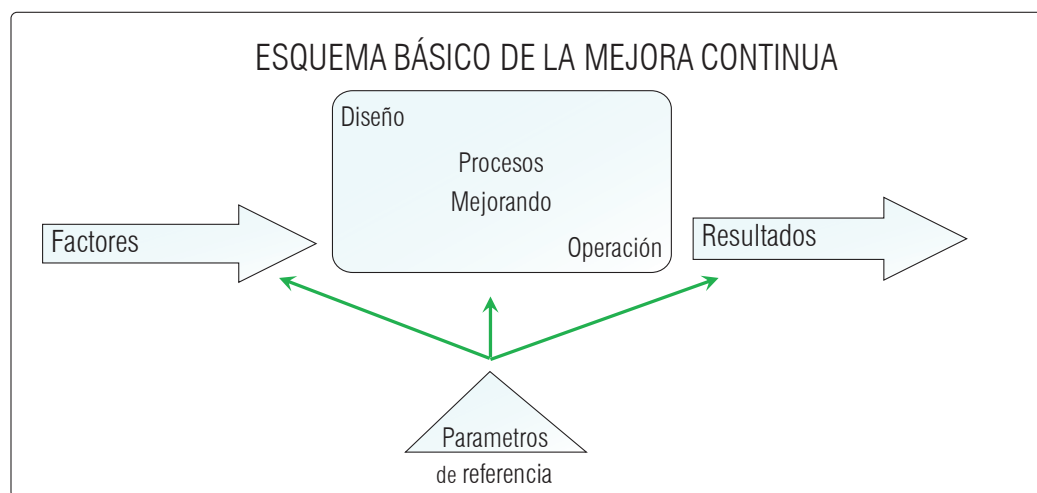 ESQUEMA BÁSICO DE LA MEJORA CONTINUA
Diseño
Procesos
Mejorando
Operación
Factores
Resultados
Parametros
de referencia